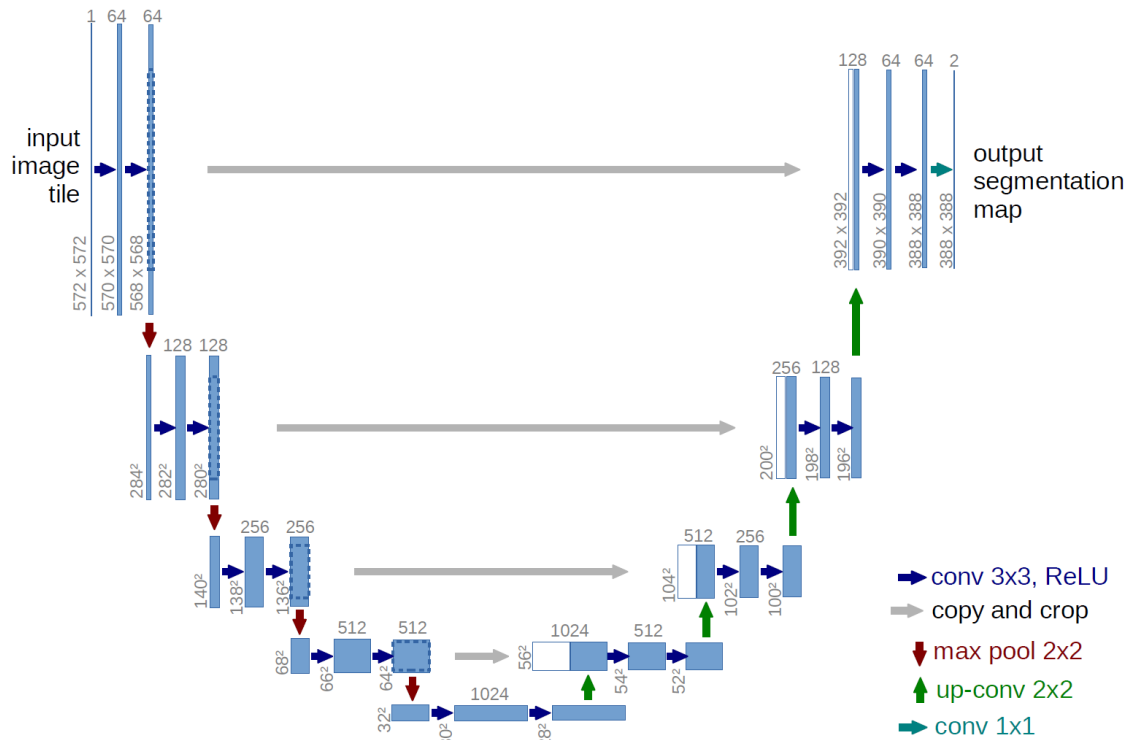 1 64 64
128 64 64 2
input
image
tile
output
segmentation
map
572 x 572
570 x 570
568 x 568
392 x 392
390 x 390
388 x 388
388 x 388
128 128
256 128
284²
282²
280²
200²
198²
196²
256 256
512 256
140²
138²
136²
104²
102²
100²
conv 3x3, ReLU
copy and crop
512 512
1024 512
68²
66²
64²
56²
54²
52²
max pool 2x2
up-conv 2x2
1024
32²
conv 1x1